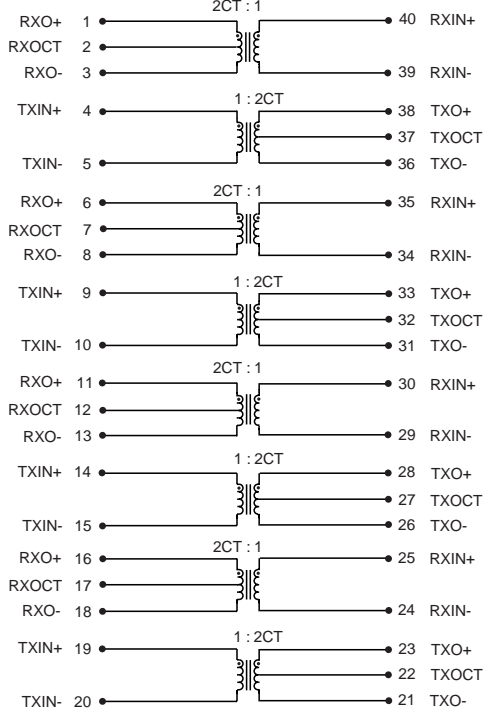 2CT : 1
RXO+ 1 40 RXIN+
RXOCT 2
RXO- 3 39 RXIN-
1 : 2CT
TXIN+ 4 38 TXO+
37 TXOCT
TXIN- 5 36 TXO-
2CT : 1
RXO+ 6 35 RXIN+
RXOCT 7
RXO- 8 34 RXIN-
1 : 2CT
TXIN+ 9 33 TXO+
32 TXOCT
TXIN- 10 31 TXO-
2CT : 1
RXO+ 11 30 RXIN+
RXOCT 12
RXO- 13 29 RXIN-
1 : 2CT
TXIN+ 14 28 TXO+
27 TXOCT
TXIN- 15 26 TXO-
2CT : 1
RXO+ 16 25 RXIN+
RXOCT 17
RXO- 18 24 RXIN-
1 : 2CT
TXIN+ 19 23 TXO+
22 TXOCT
TXIN- 20 21 TXO-